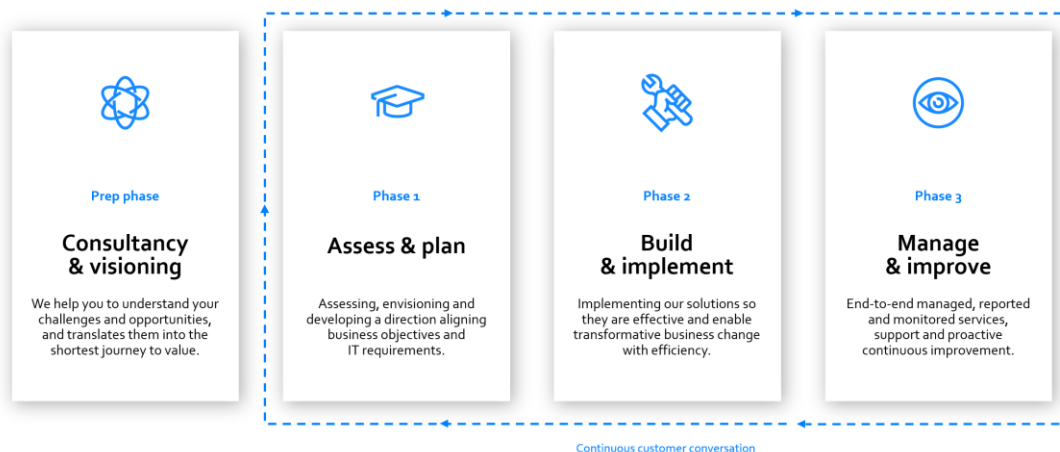 Prep phase
Consultancy
& visioning
We help you to understand your
challenges and opportunities,
and translates them into the
shortest journey to value.
Phase 1
Assess & plan
Assessing, envisioning and
developing a direction aligning
business objectives and
IT requirements.
Phase 2
Build
& implement
Implementing our solutions so
they are effective and enable
transformative business change
with efficiency.
Phase 3
Manage
& improve
End-to-end managed, reported
and monitored services,
support and proactive
continuous improvement.
Continuous customer conversation